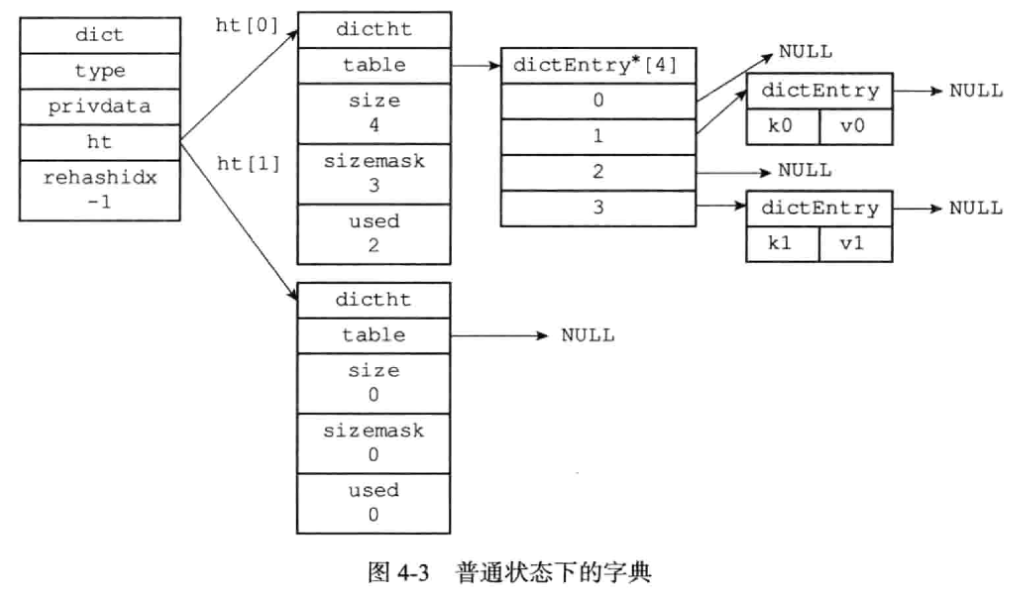 dict
type
privdata
ht
rehashidx
-1
ht[0]
ht[1]
dictht
table
size
4
sizemask
3
used
2
dictEntry*[4]
0
1
2
3
NULL
dictEntry
k0 v0
NULL
NULL
dictEntry
k1 v1
NULL
dictht
table
size
0
sizemask
0
used
0
NULL
图 4-3 普通状态下的字典